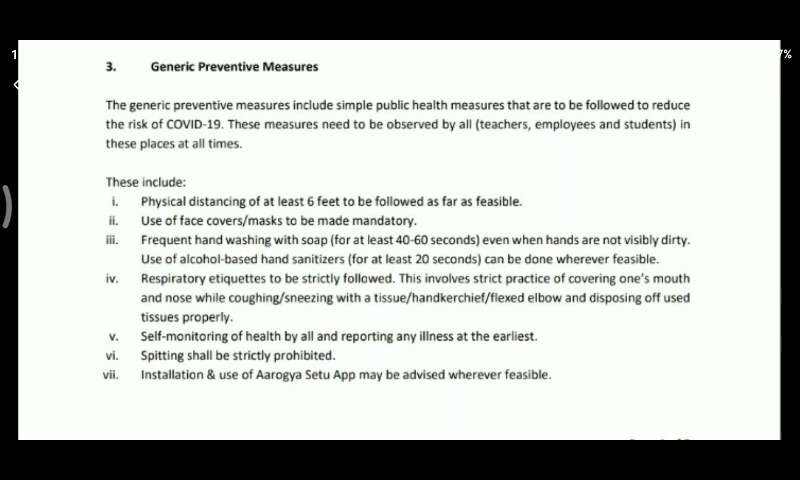 3. Generic Preventive Measures
The generic preventive measures include simple public health measures that are to be followed to reduce
the risk of COVID-19. These measures need to be observed by all (teachers, employees and students) in
these places at all times.
These include:
i. Physical distancing of at least 6 feet to be followed as far as feasible.
ii. Use of face covers/masks to be made mandatory.
iii. Frequent hand washing with soap (for at least 40-60 seconds) even when hands are not visibly dirty.
Use of alcohol-based hand sanitizers (for at least 20 seconds) can be done wherever feasible.
iv. Respiratory etiquettes to be strictly followed. This involves strict practice of covering one's mouth
and nose while coughing/sneezing with a tissue/handkerchief/flexed elbow and disposing off used
tissues properly.
v. Self-monitoring of health by all and reporting any illness at the earliest.
vi. Spitting shall be strictly prohibited.
vii. Installation & use of Aarogya Setu App may be advised wherever feasible.